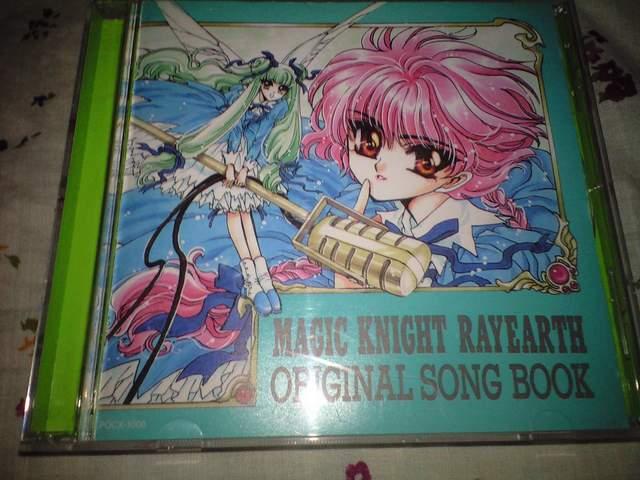 MAGIC KNIGHT RAYEARTH
ORIGINAL SONG BOOK